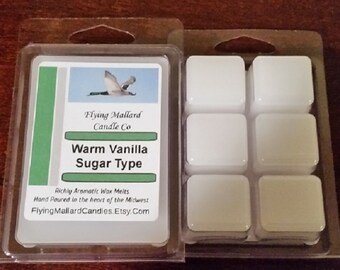 Flying Mallard
Candle Co
Warm Vanilla
Sugar Type
Richly Aromatic Wax Melts
Hand Poured in the heart of the Midwest
FlyingMallardCandles.Etsy.Com